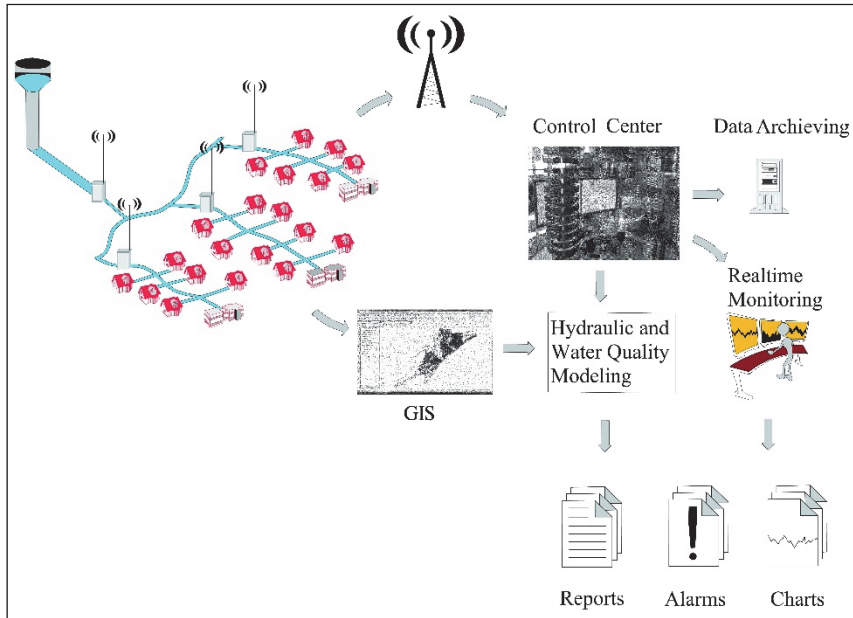 Control Center
Data Archieving
Realtime
Monitoring
Hydraulic and
Water Quality
Modeling
GIS
Reports
Alarms
Charts